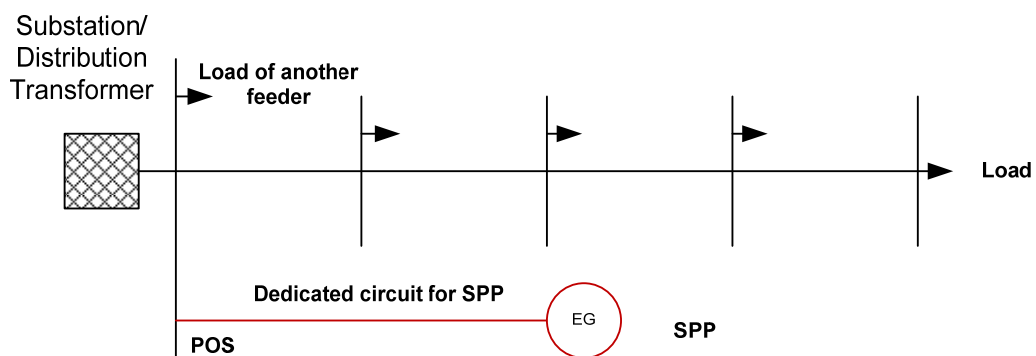 Substation/
Distribution
Transformer
Load of another
feeder
Load
Dedicated circuit for SPP
EG
SPP
POS